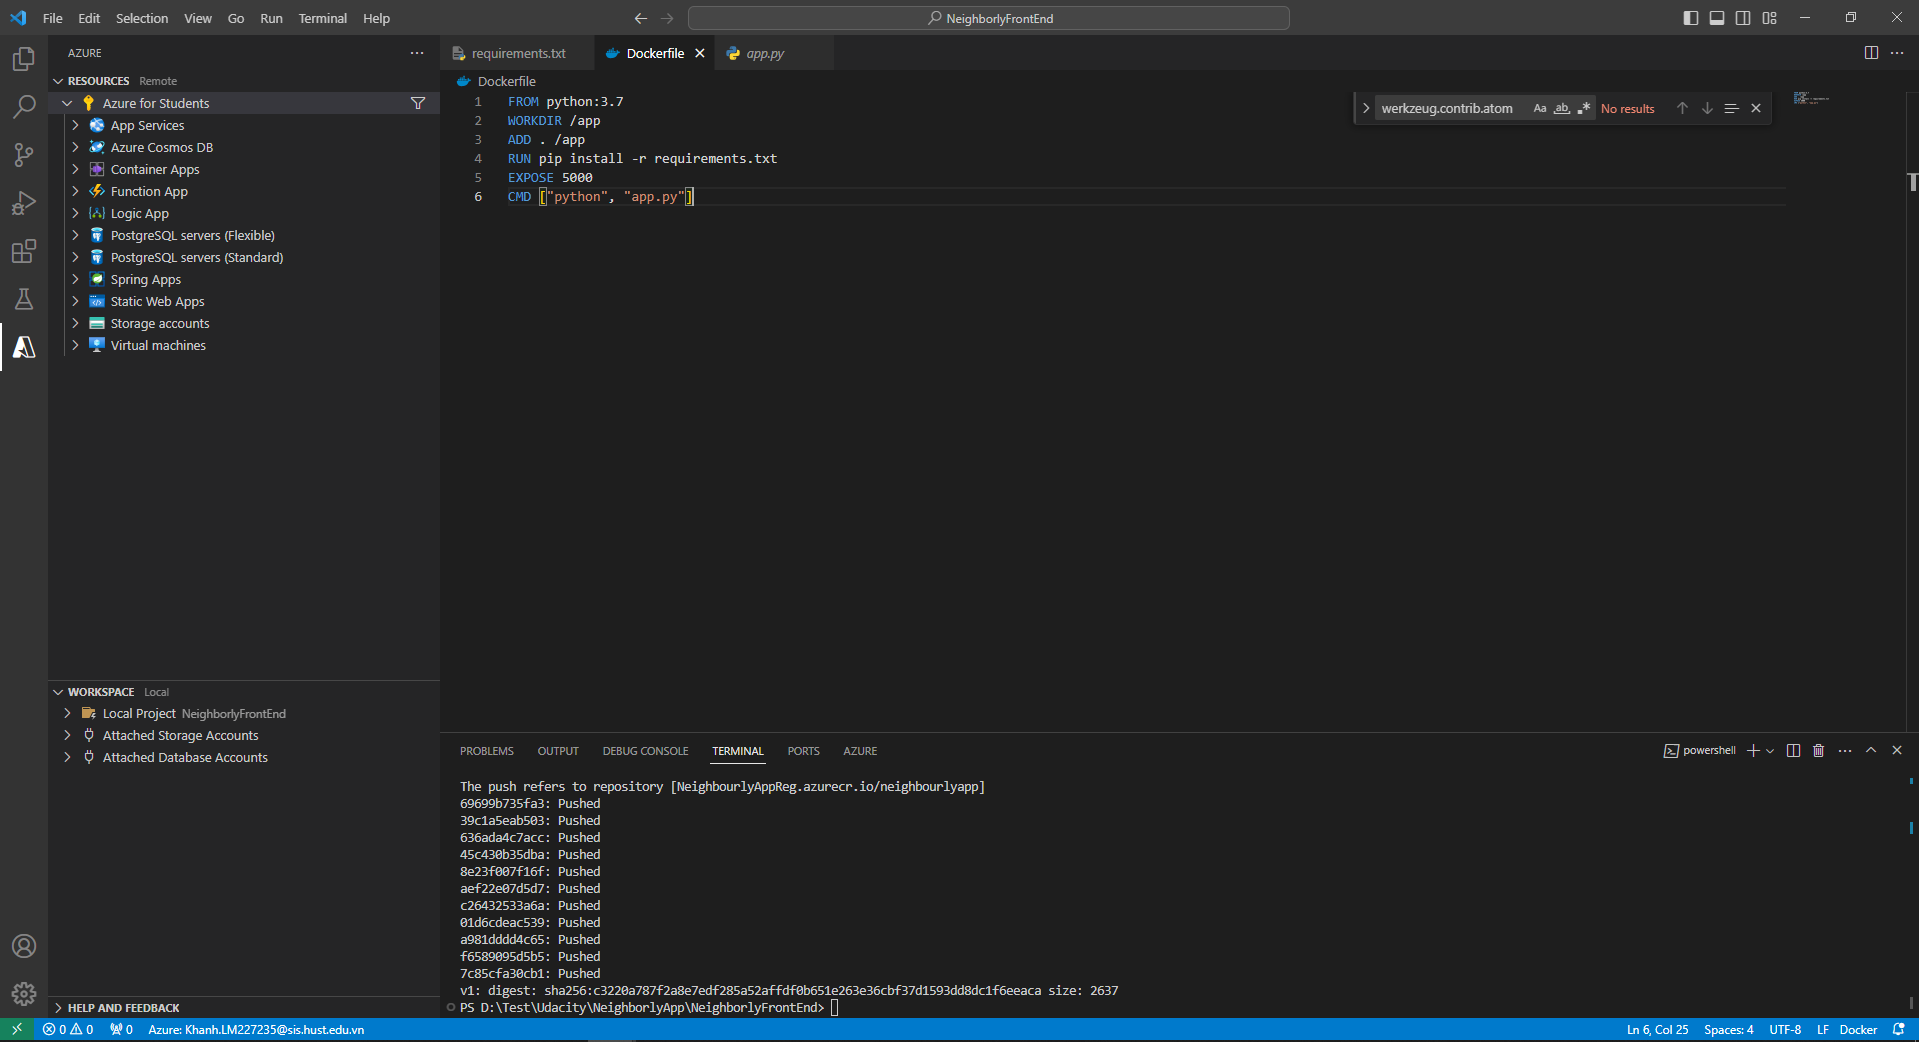 File Edit Selection View Go Run Terminal Help
NeighborlyFrontEnd
AZURE
RESOURCES Remote
Azure for Students
App Services
Azure Cosmos DB
Container Apps
Function App
Logic App
PostgreSQL servers (Flexible)
PostgreSQL servers (Standard)
Spring Apps
Static Web Apps
Storage accounts
Virtual machines
WORKSPACE Local
Local Project NeighborlyFrontEnd
Attached Storage Accounts
Attached Database Accounts
HELP AND FEEDBACK
requirements.txt Dockerfile app.py
Dockerfile
1 FROM python:3.7
2 WORKDIR /app
3 ADD . /app
4 RUN pip install -r requirements.txt
5 EXPOSE 5000
6 CMD ["python", "app.py"]
werkzeug.contrib.atom Aa ab No results
PROBLEMS OUTPUT DEBUG CONSOLE TERMINAL PORTS AZURE
powershell
The push refers to repository [NeighbourlyAppReg.azurecr.io/neighbourlyapp]
69699b735fa3: Pushed
39c1a5eab503: Pushed
636ada4c7acc: Pushed
45c430b35dba: Pushed
8e23f007f16f: Pushed
aef22e07d5d7: Pushed
c26432533a6a: Pushed
01d6cdeac539: Pushed
a981dddd4c65: Pushed
f6589095d5b5: Pushed
7c85cfa30cb1: Pushed
v1: digest: sha256:c3220a787f2a8e7edf285a52affdf0b651e263e36cbf37d1593dd8dc1f6eeaca size: 2637
PS D:\Test\Udacity\NeighborlyApp\NeighborlyFrontEnd>
0 0 0 Azure: Khanh.LM227235@sis.hust.edu.vn
Ln 6, Col 25 Spaces: 4 UTF-8 LF Docker